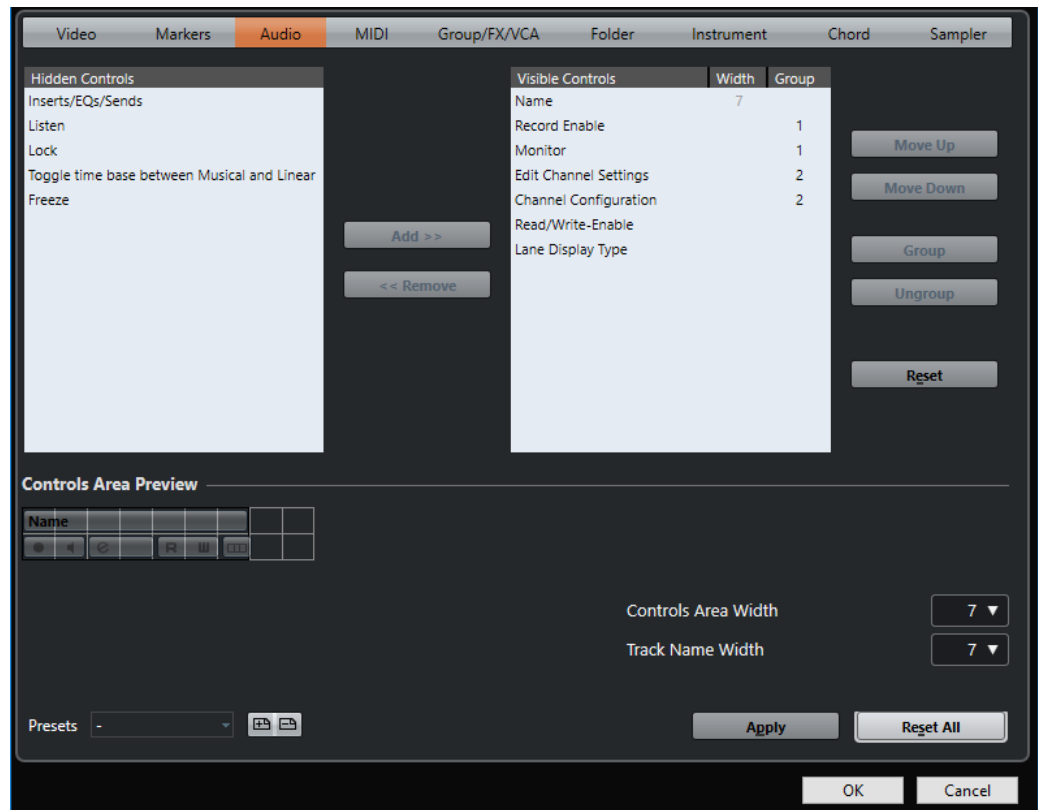 Video Markers Audio MIDI Group/FX/VCA Folder Instrument Chord Sampler
Hidden Controls
Inserts/EQs/Sends
Listen
Lock
Toggle time base between Musical and Linear
Freeze
Add >>
<< Remove
Visible Controls Width Group
Name 7
Record Enable 1
Monitor 1
Edit Channel Settings 2
Channel Configuration 2
Read/Write-Enable
Lane Display Type
Move Up
Move Down
Group
Ungroup
Reset
Controls Area Preview
Name
e R W
Controls Area Width 7
Track Name Width 7
Presets -
Apply Reset All
OK Cancel